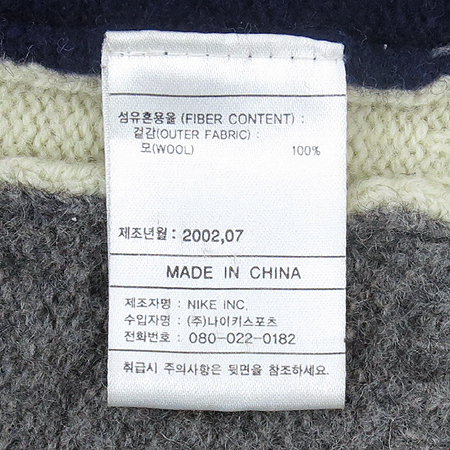 섬유혼용율 (FIBER CONTENT) :
겉감(OUTER FABRIC) :
모(WOOL) 100%
제조년월 : 2002,07
MADE IN CHINA
제조자명 : NIKE INC.
수입자명 : (주)나이키스포츠
전화번호 : 080-022-0182
취급시 주의사항은 뒷면을 참조하세요.